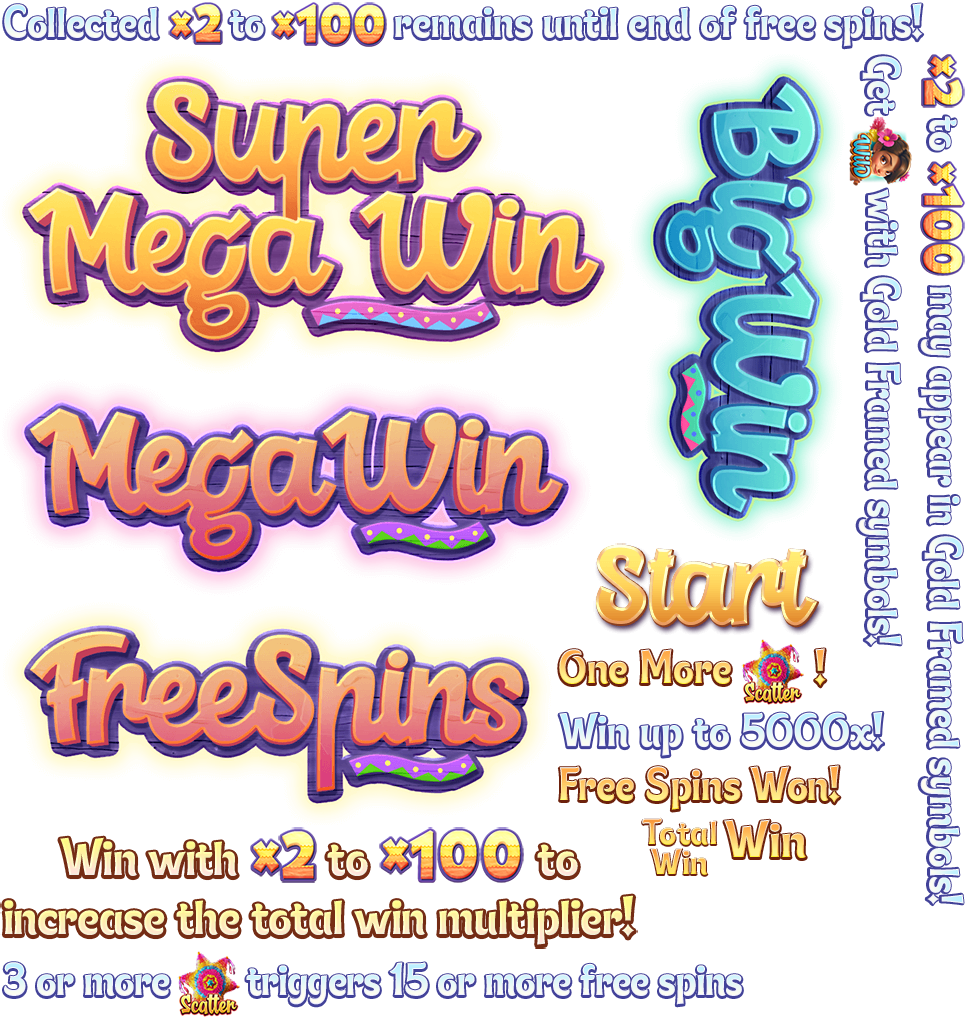 Collected ×2 to ×100 remains until end of free spins!
×2 to ×100 may appear in Gold Framed symbols!
Get Wild with Gold Framed symbols!
Super
Mega Win
Big Win
Mega Win
Start
Free Spins
One More Scatter !
Win up to 5000x!
Free Spins Won!
Total
Win
Win
Win with ×2 to ×100 to
increase the total win multiplier!
3 or more Scatter triggers 15 or more free spins